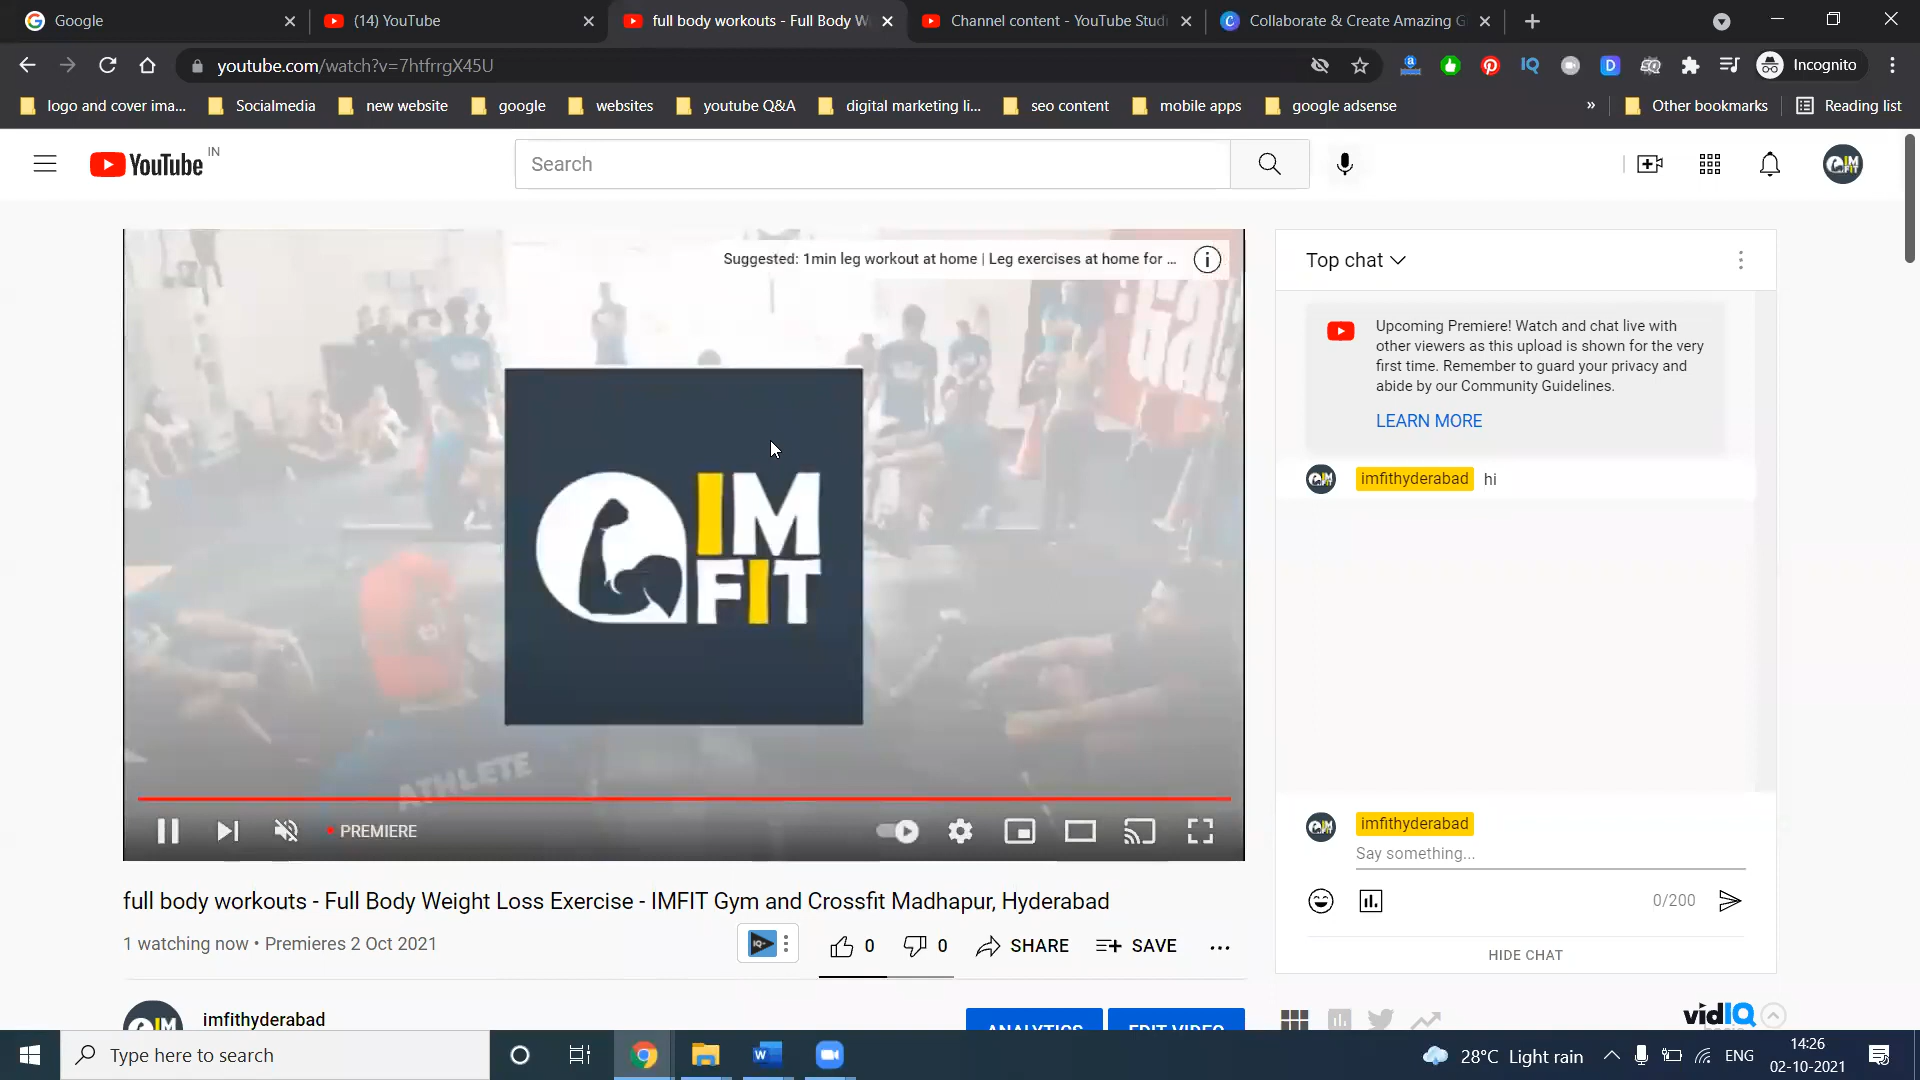 Google
(14) YouTube
full body workouts - Full Body W
Channel content - YouTube Stud
Collaborate & Create Amazing G
youtube.com/watch?v=7htfrrgX45U
Incognito
logo and cover ima...
Socialmedia
new website
google
websites
youtube Q&A
digital marketing li...
seo content
mobile apps
google adsense
»
Other bookmarks
Reading list
YouTube IN
Search
IM FIT
Suggested: 1min leg workout at home | Leg exercises at home for ...
IM
FIT
ATHLETE
PREMIERE
Top chat
Upcoming Premiere! Watch and chat live with
other viewers as this upload is shown for the very
first time. Remember to guard your privacy and
abide by our Community Guidelines.
LEARN MORE
imfithyderabad hi
imfithyderabad
Say something...
0/200
HIDE CHAT
full body workouts - Full Body Weight Loss Exercise - IMFIT Gym and Crossfit Madhapur, Hyderabad
1 watching now • Premieres 2 Oct 2021
0
0
SHARE
SAVE
imfithyderabad
ANALYTICS
EDIT VIDEO
vidIQ
Type here to search
28°C Light rain
ENG
14:26
02-10-2021